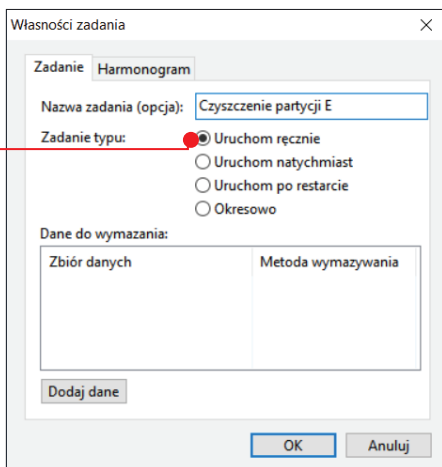 Własności zadania
Zadanie Harmonogram
Nazwa zadania (opcja): Czyszczenie partycji E
Zadanie typu: Uruchom ręcznie
Uruchom natychmiast
Uruchom po restarcie
Okresowo
Dane do wymazania:
Zbiór danych Metoda wymazywania
Dodaj dane
OK Anuluj